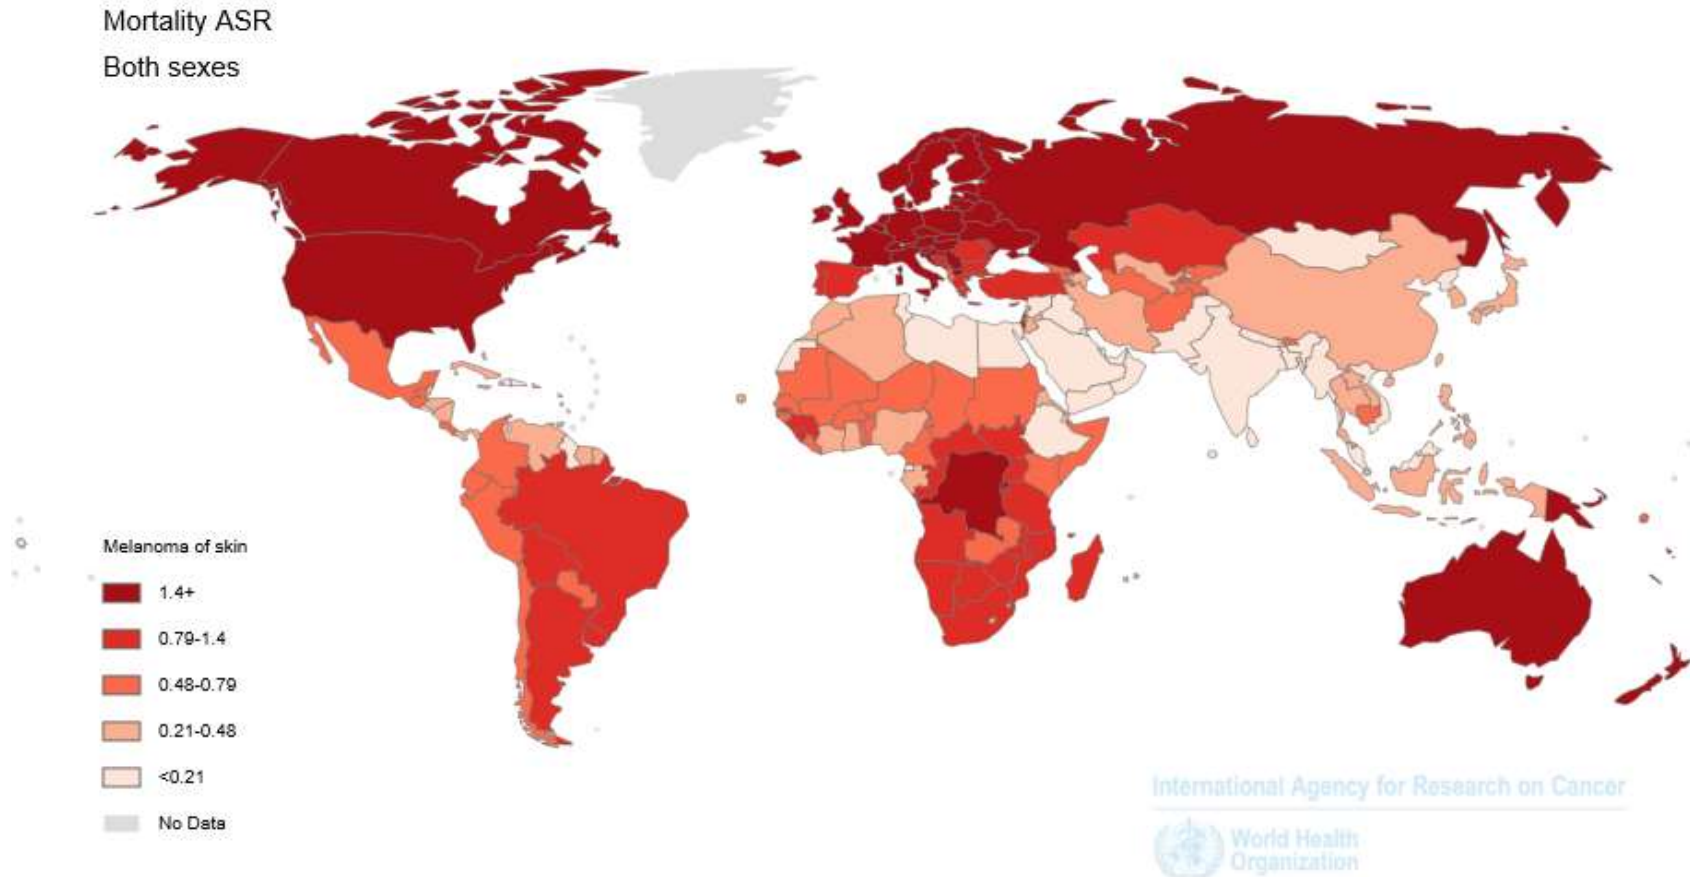 Mortality ASR
Both sexes
Melanoma of skin
1.4+
0.79-1.4
0.48-0.79
0.21-0.48
<0.21
No Data
International Agency for Research on Cancer
World Health
Organization